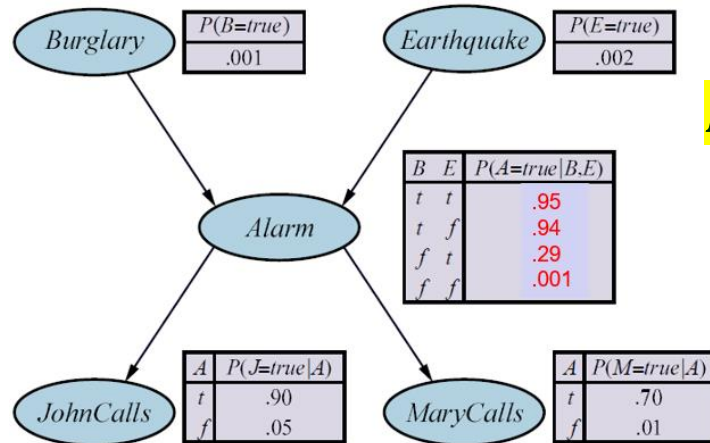 Burglary
P(B=true)
.001
Earthquake
P(E=true)
.002
Alarm
B E P(A=true|B,E)
t t .95
t f .94
f t .29
f f .001
JohnCalls
A P(J=true|A)
t .90
f .05
MaryCalls
A P(M=true|A)
t .70
f .01